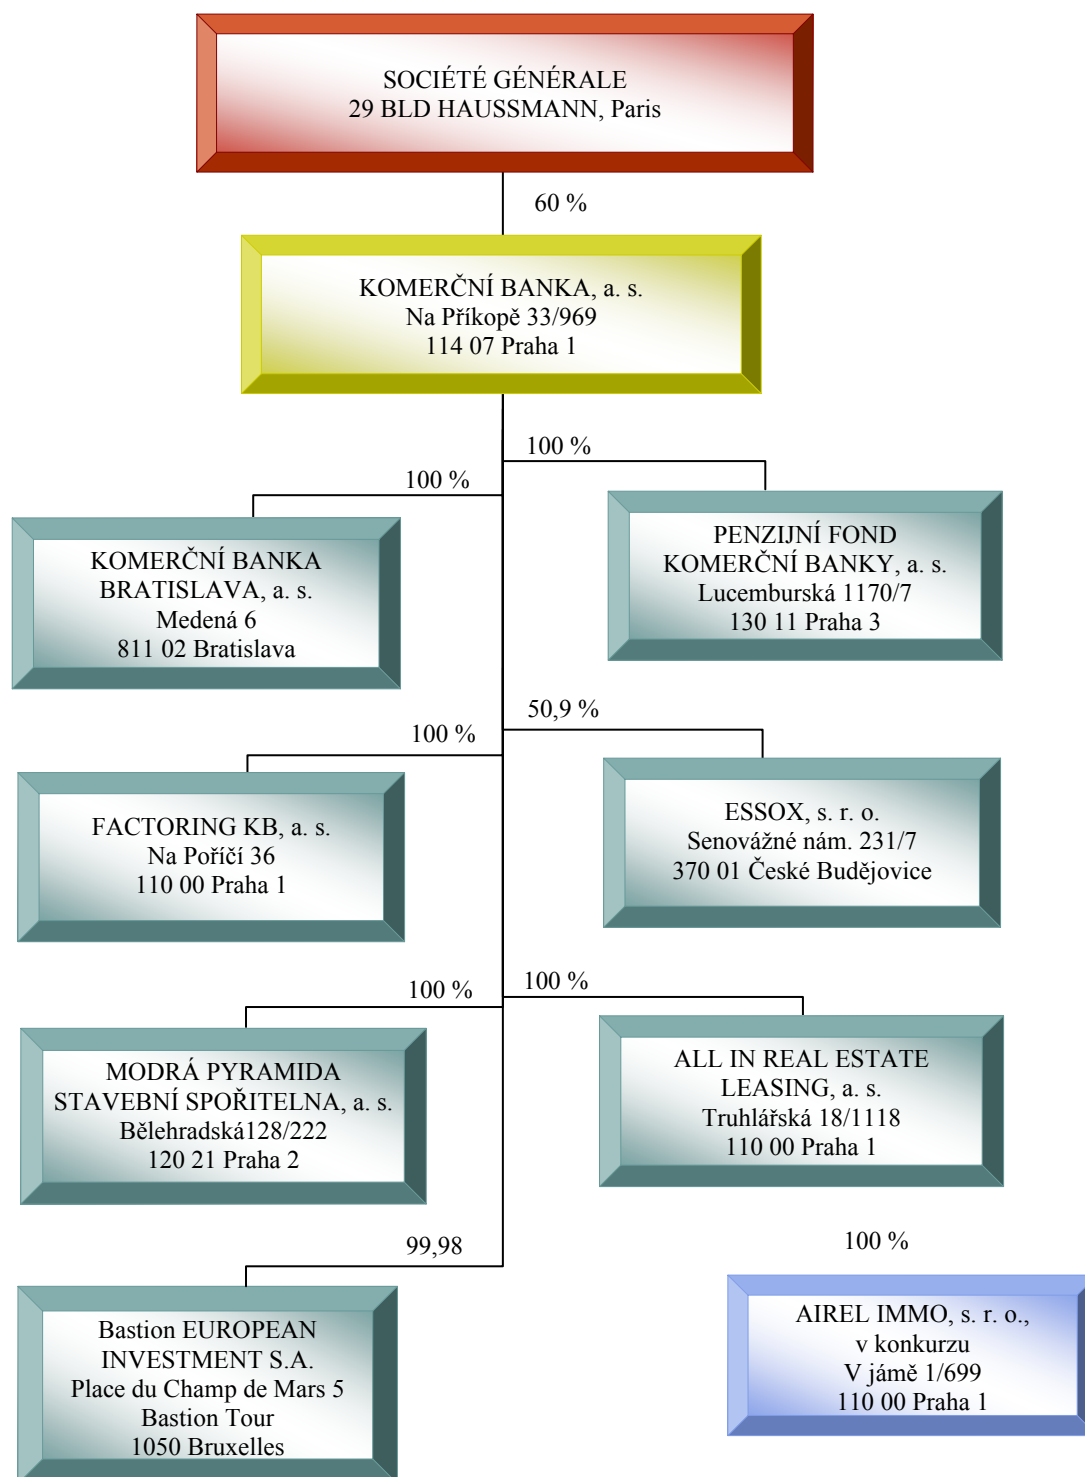 SOCIÉTÉ GÉNÉRALE
29 BLD HAUSSMANN, Paris
60 %
KOMERČNÍ BANKA, a. s.
Na Příkopě 33/969
114 07 Praha 1
100 %
100 %
KOMERČNÍ BANKA
BRATISLAVA, a. s.
Medená 6
811 02 Bratislava
PENZIJNÍ FOND
KOMERČNÍ BANKY, a. s.
Lucemburská 1170/7
130 11 Praha 3
100 %
50,9 %
FACTORING KB, a. s.
Na Poříčí 36
110 00 Praha 1
ESSOX, s. r. o.
Senovážné nám. 231/7
370 01 České Budějovice
100 %
100 %
MODRÁ PYRAMIDA
STAVEBNÍ SPOŘITELNA, a. s.
Bělehradská128/222
120 21 Praha 2
ALL IN REAL ESTATE
LEASING, a. s.
Truhlářská 18/1118
110 00 Praha 1
99,98
100 %
Bastion EUROPEAN
INVESTMENT S.A.
Place du Champ de Mars 5
Bastion Tour
1050 Bruxelles
AIREL IMMO, s. r. o.,
v konkurzu
V jámě 1/699
110 00 Praha 1